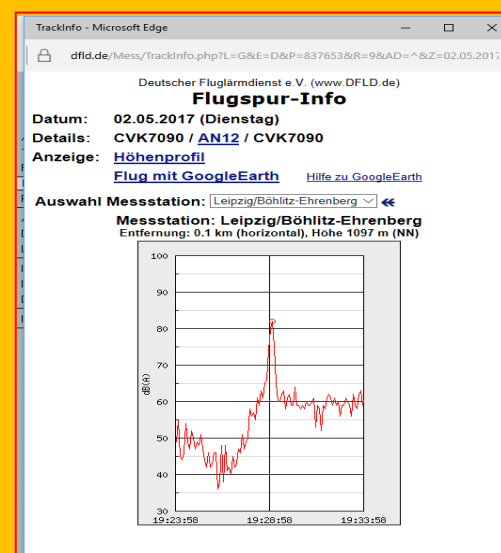 TrackInfo - Microsoft Edge
dfld.de/Mess/TrackInfo.php?L=G&E=D&P=837653&R=9&AD=^&Z=02.05.2017
Deutscher Fluglärmdienst e.V. (www.DFLD.de)
Flugspur-Info
Datum: 02.05.2017 (Dienstag)
Details: CVK7090 / AN12 / CVK7090
Anzeige: Höhenprofil
Flug mit GoogleEarth Hilfe zu GoogleEarth
Auswahl Messstation: Leipzig/Böhlitz-Ehrenberg
Messstation: Leipzig/Böhlitz-Ehrenberg
Entfernung: 0.1 km (horizontal), Höhe 1097 m (NN)
100
90
80
70
dB(A)
60
50
40
30
19:23:58 19:28:58 19:33:58